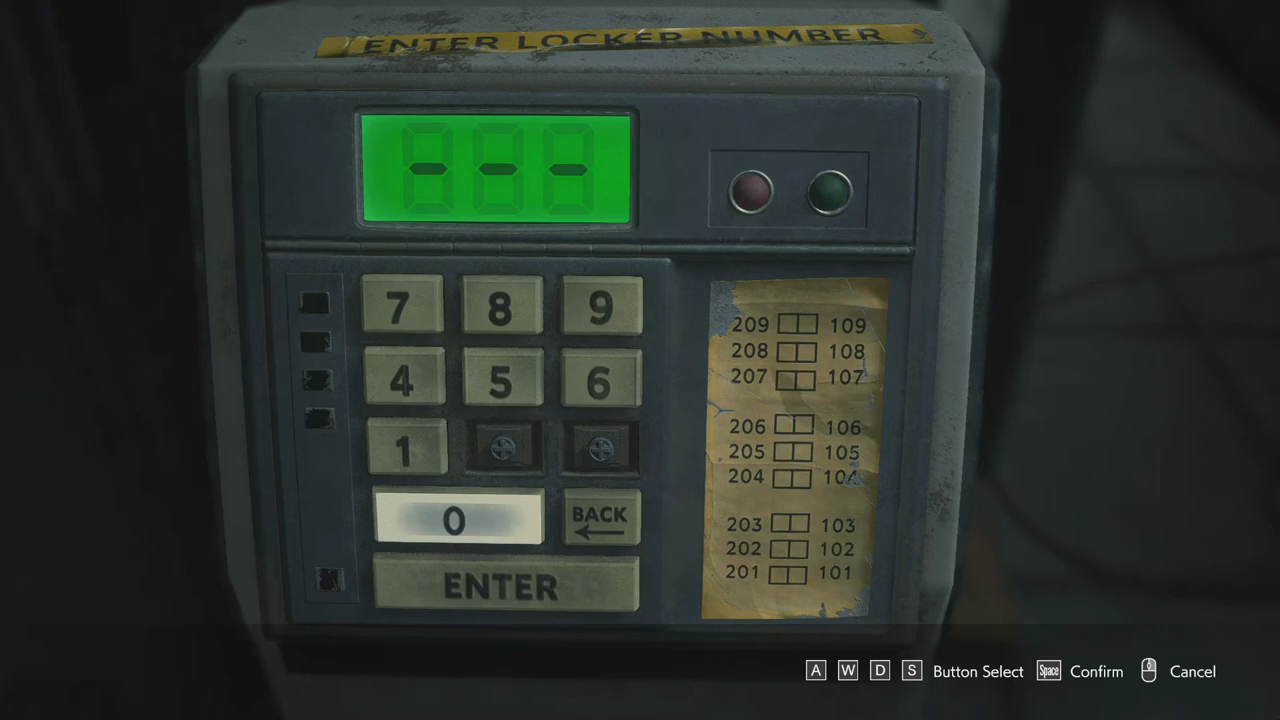 ENTER LOCKER NUMBER
- - -
7 8 9
4 5 6
1
0 BACK
ENTER
209 109
208 108
207 107
206 106
205 105
204 104
203 103
202 102
201 101
A W D S Button Select Space Confirm Cancel